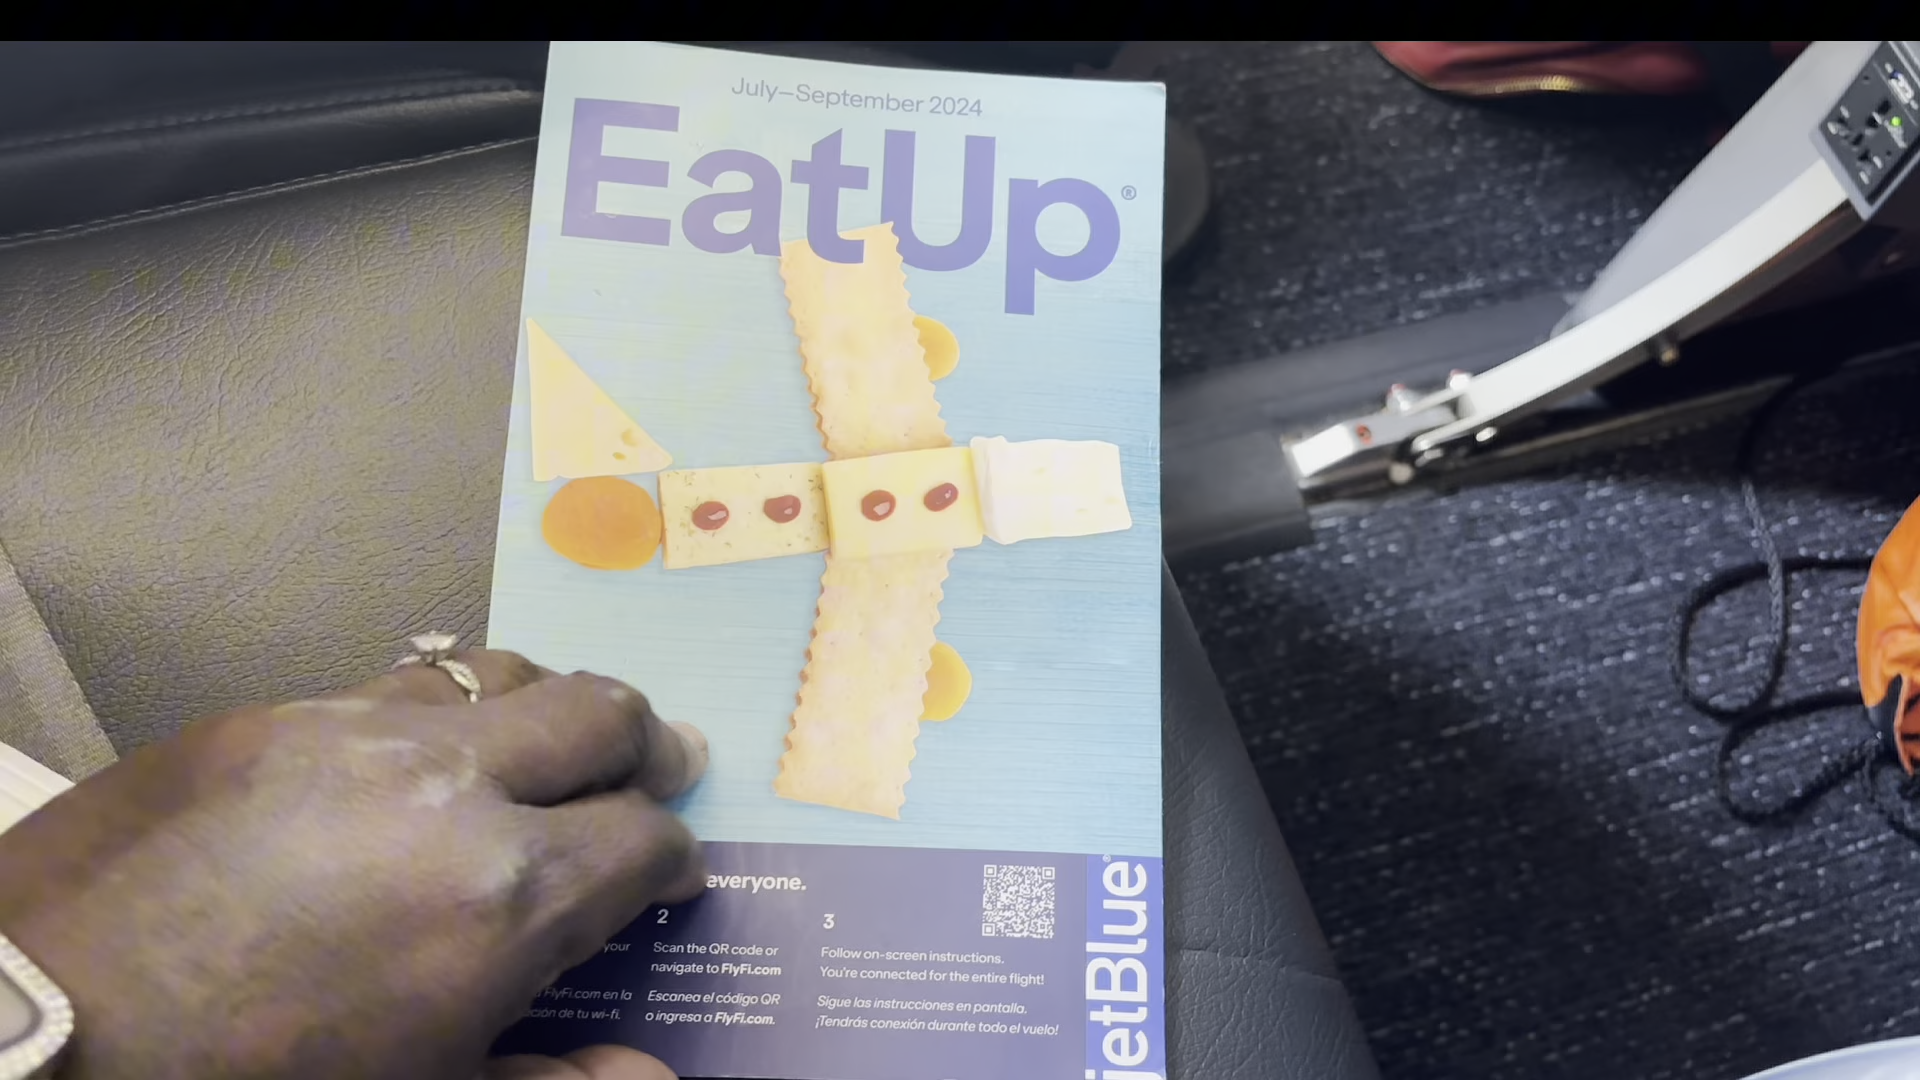 July–September 2024
EatUp®
everyone.
2
3
your
Scan the QR code or
navigate to FlyFi.com
Follow on-screen instructions.
You're connected for the entire flight!
FlyFi.com en la
de tu wi-fi.
Escanea el código QR
o ingresa a FlyFi.com.
Sigue las instrucciones en pantalla.
¡Tendrás conexión durante todo el vuelo!
jetBlue®